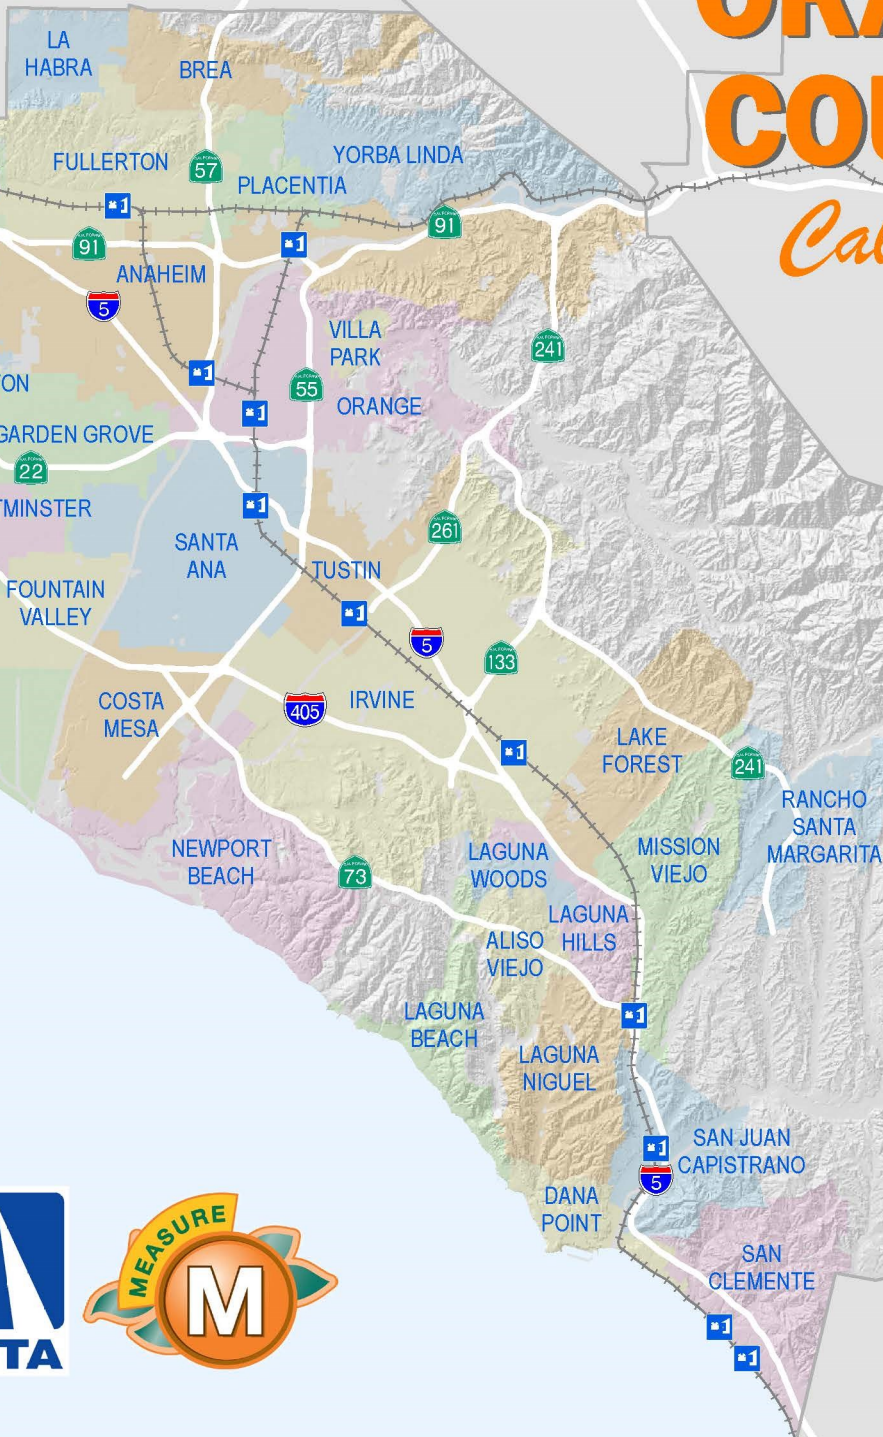 ORA
COU
Cal
LA
HABRA
BREA
FULLERTON
57
PLACENTIA
YORBA LINDA
91
91
ANAHEIM
5
VILLA
PARK
241
55
ORANGE
TON
GARDEN GROVE
22
TMINSTER
SANTA
ANA
261
TUSTIN
FOUNTAIN
VALLEY
5
133
COSTA
MESA
405
IRVINE
LAKE
FOREST
241
RANCHO
SANTA
MARGARITA
NEWPORT
BEACH
73
LAGUNA
WOODS
MISSION
VIEJO
LAGUNA
HILLS
ALISO
VIEJO
LAGUNA
BEACH
LAGUNA
NIGUEL
SAN JUAN
CAPISTRANO
5
DANA
POINT
SAN
CLEMENTE
TA
MEASURE
M